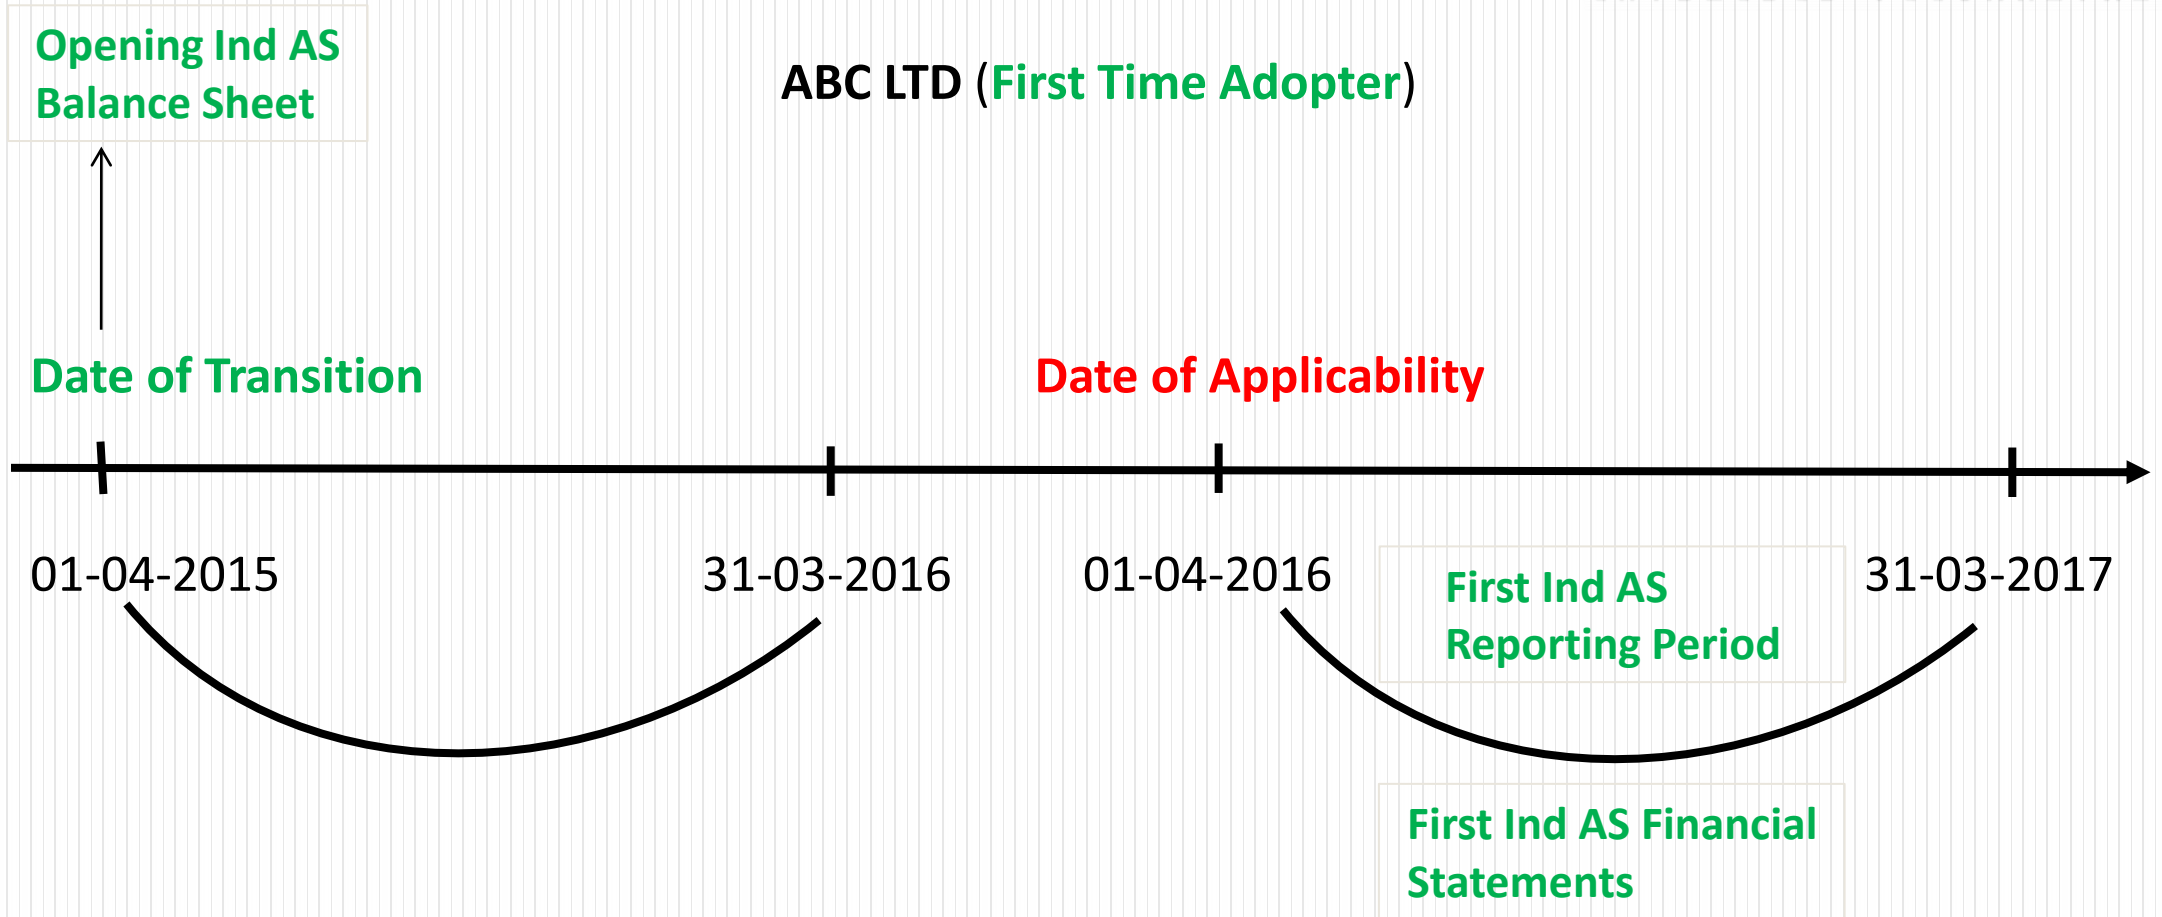 Opening Ind AS
Balance Sheet
ABC LTD (First Time Adopter)
Date of Transition
Date of Applicability
01-04-2015
31-03-2016
01-04-2016
31-03-2017
First Ind AS
Reporting Period
First Ind AS Financial
Statements